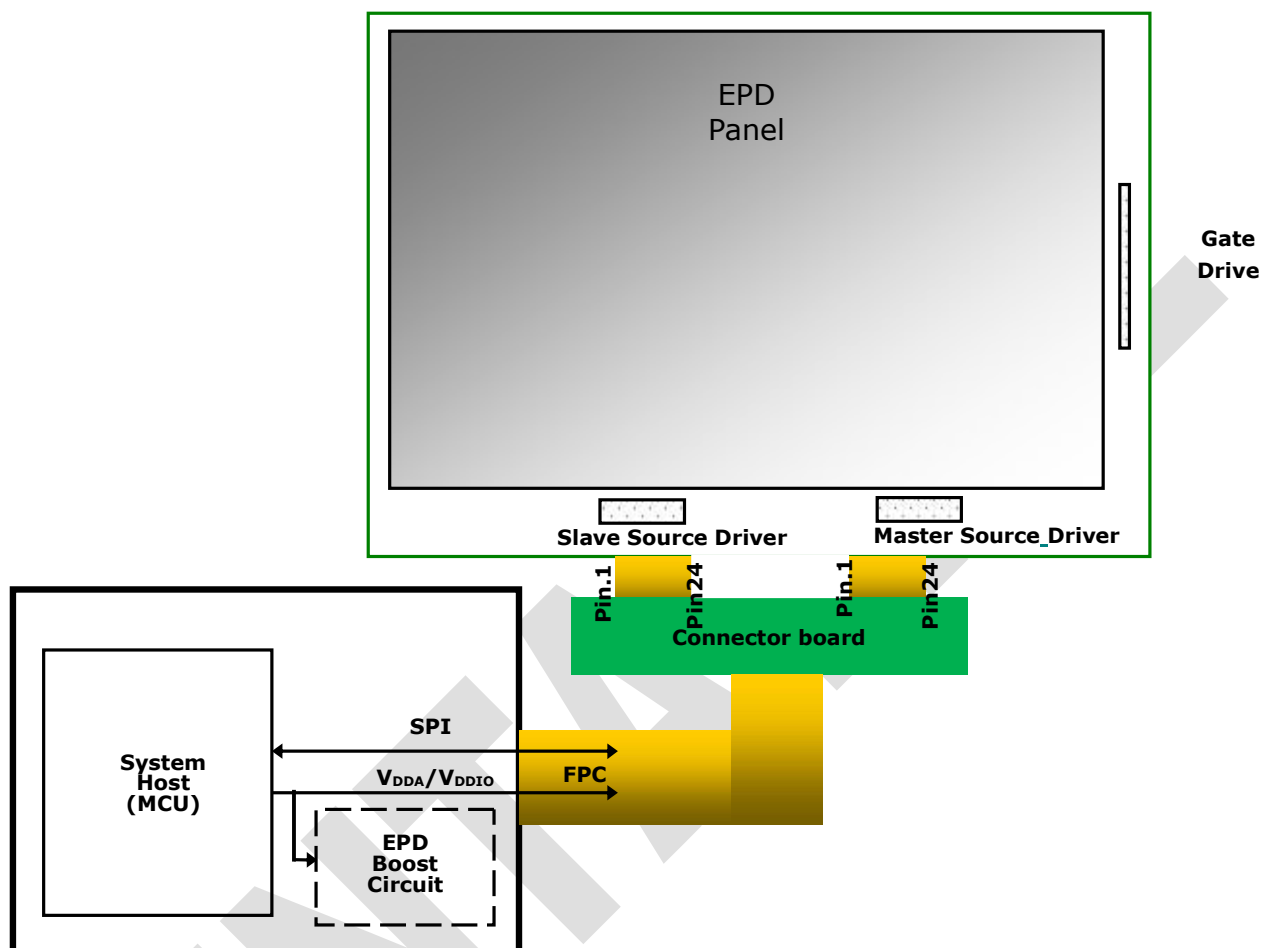 EPD
Panel
Gate
Drive
Slave Source Driver
Master Source Driver
Pin.1
Pin24
Pin.1
Pin24
Connector board
SPI
System
Host
(MCU)
VDDA/VDDIO
FPC
EPD
Boost
Circuit